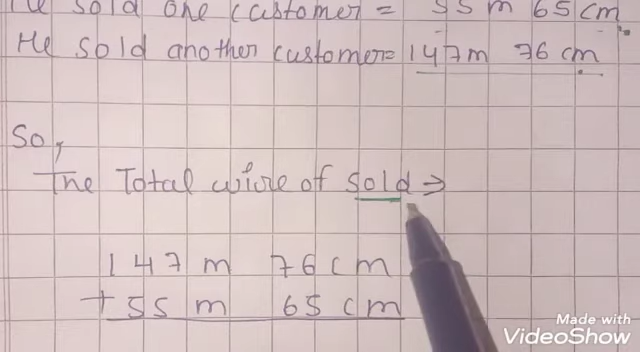 He sold one customer = 55 m 65 cm.
He sold another customer= 147m 76 cm.
So,
The Total wire of sold ⇒
147 m 76 cm
+ 55 m 65 cm
Made with
VideoShow